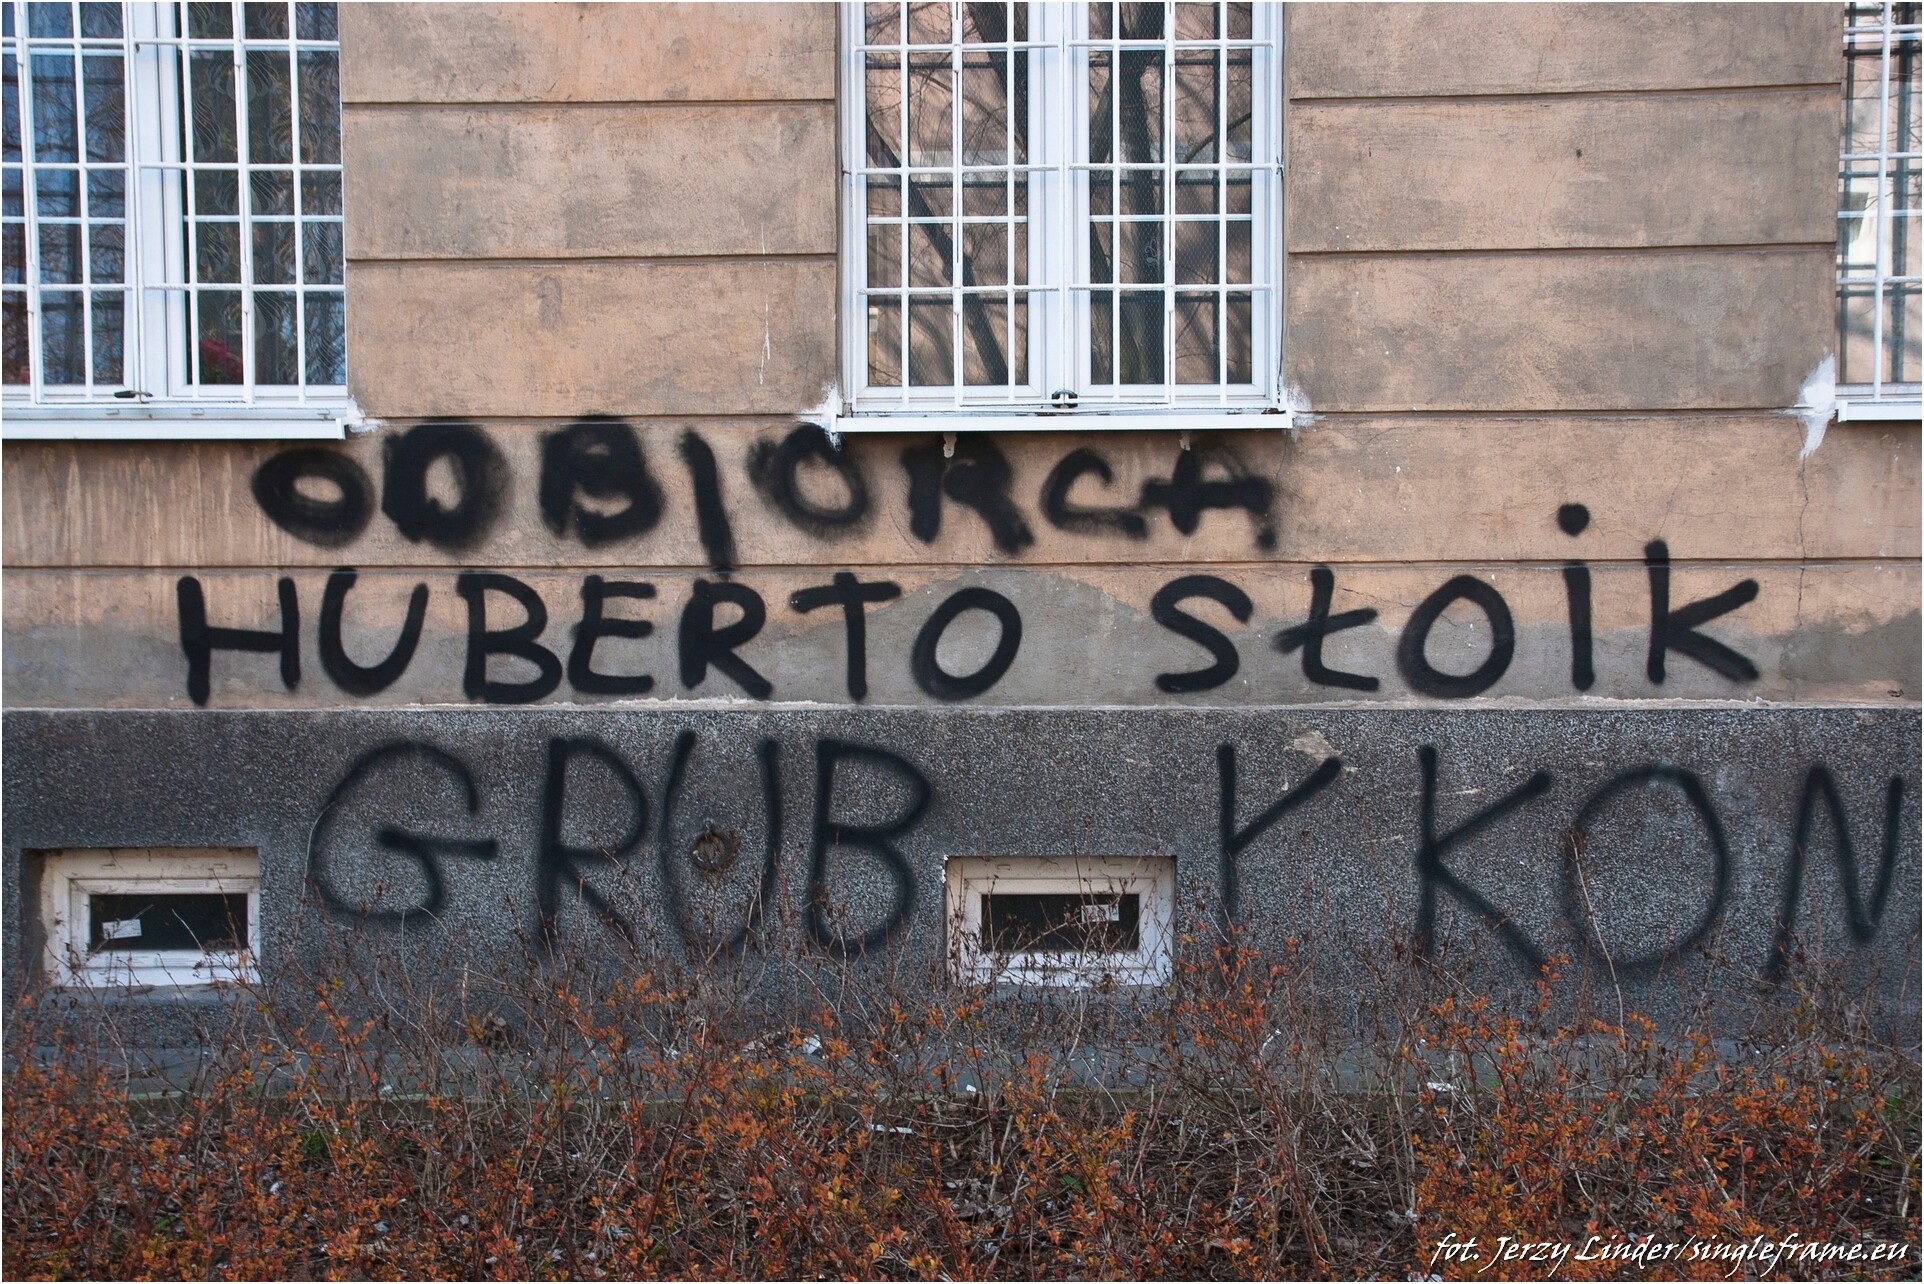 ODBIORCA
HUBERTO SŁOiK
GRUB Y KON
fot. Jerzy Linder/singleframe.eu